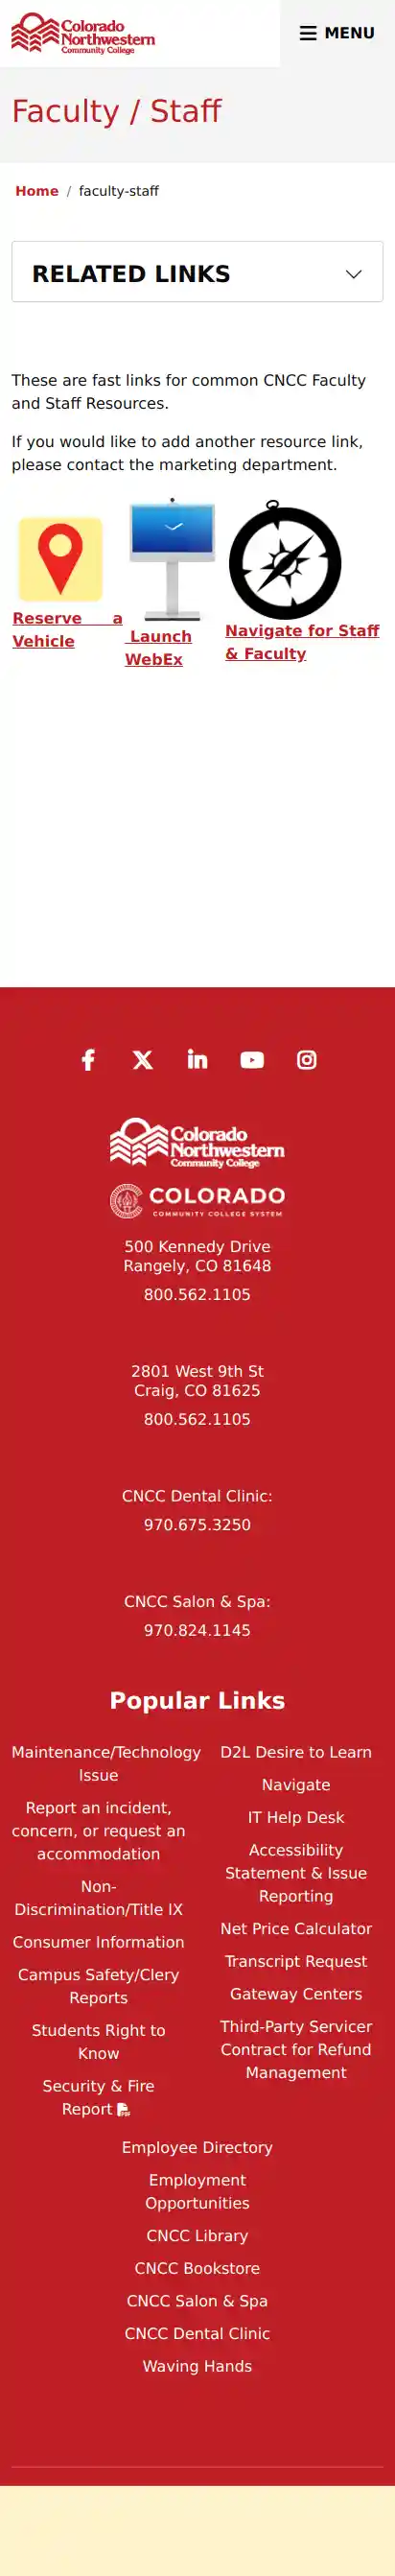 Colorado
Northwestern
Community College
MENU
Faculty / Staff
Home / faculty-staff
RELATED LINKS
These are fast links for common CNCC Faculty
and Staff Resources.
If you would like to add another resource link,
please contact the marketing department.
Reserve a
Vehicle
Launch
WebEx
Navigate for Staff
& Faculty
Colorado
Northwestern
Community College
COLORADO
COMMUNITY COLLEGE SYSTEM
500 Kennedy Drive
Rangely, CO 81648
800.562.1105
2801 West 9th St
Craig, CO 81625
800.562.1105
CNCC Dental Clinic:
970.675.3250
CNCC Salon & Spa:
970.824.1145
Popular Links
Maintenance/Technology
Issue
Report an incident,
concern, or request an
accommodation
Non-
Discrimination/Title IX
Consumer Information
Campus Safety/Clery
Reports
Students Right to
Know
Security & Fire
Report
D2L Desire to Learn
Navigate
IT Help Desk
Accessibility
Statement & Issue
Reporting
Net Price Calculator
Transcript Request
Gateway Centers
Third-Party Servicer
Contract for Refund
Management
Employee Directory
Employment
Opportunities
CNCC Library
CNCC Bookstore
CNCC Salon & Spa
CNCC Dental Clinic
Waving Hands